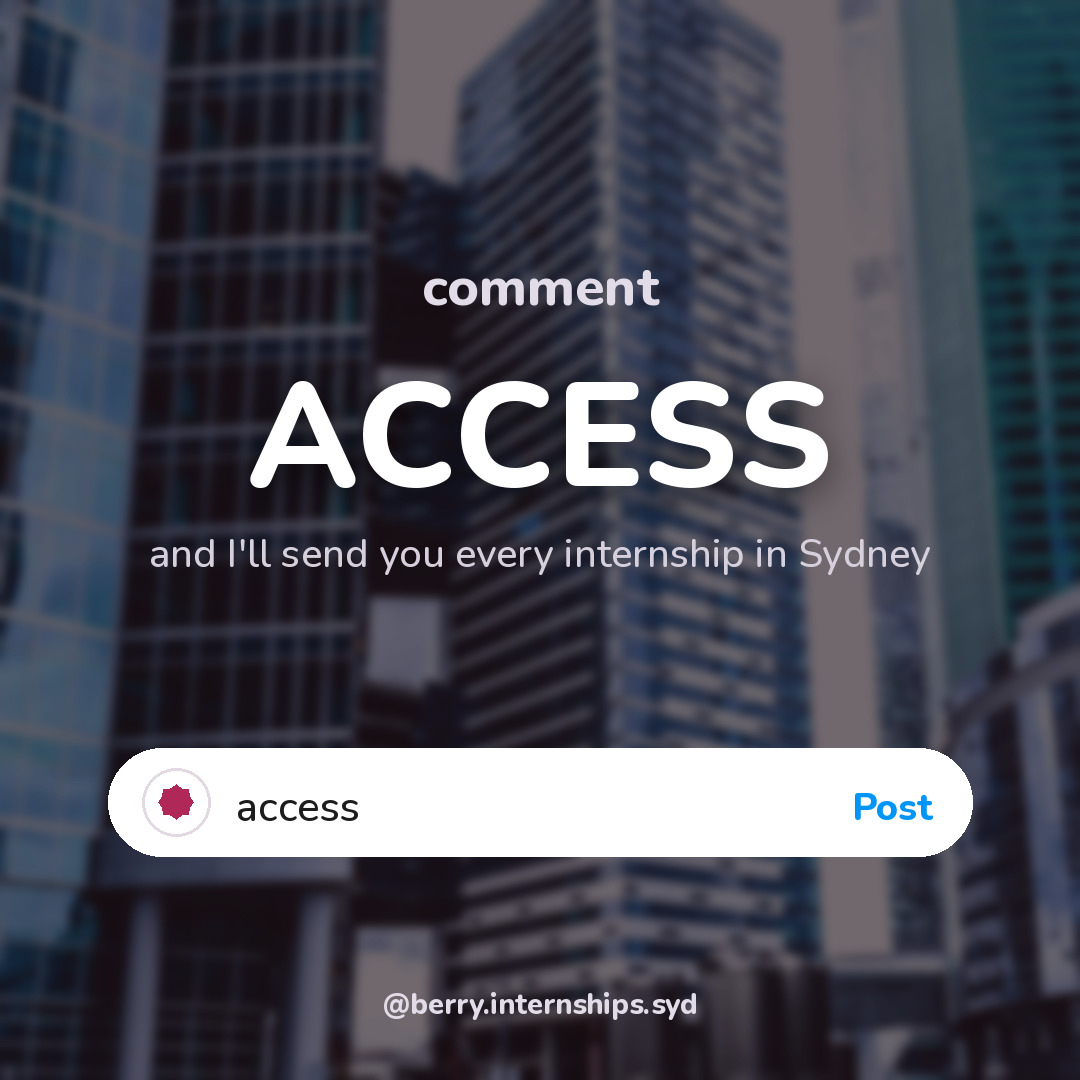 comment
ACCESS
and I'll send you every internship in Sydney
access
Post
@berry.internships.syd